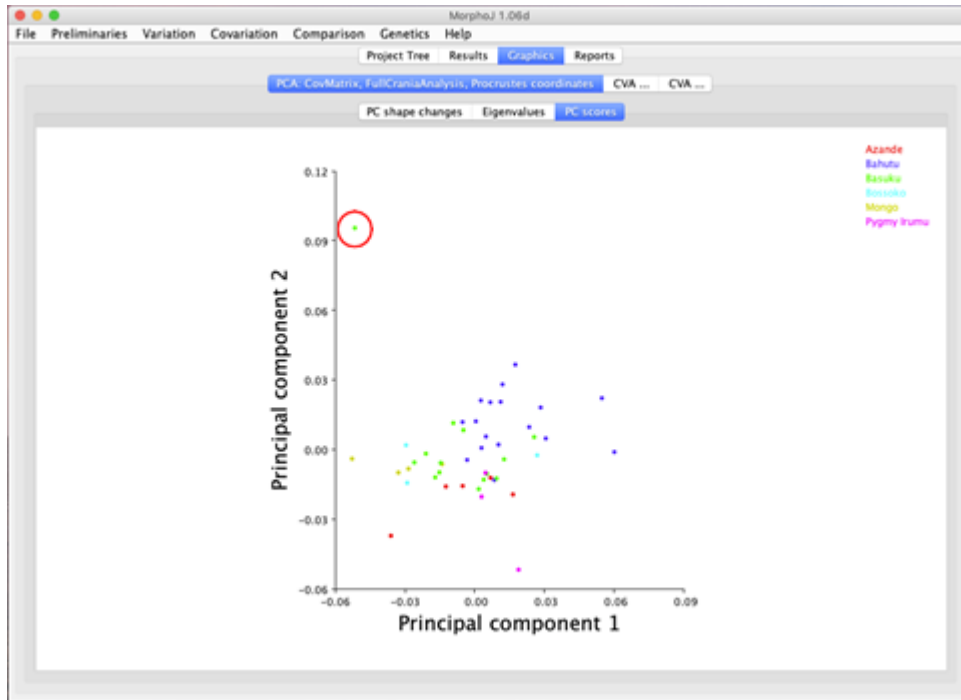 MorphoJ 1.06d
File Preliminaries Variation Covariation Comparison Genetics Help
Project Tree Results Graphics Reports
PCA: CovMatrix, FullCraniaAnalysis, Procrustes coordinates CVA ... CVA ...
PC shape changes Eigenvalues PC scores
Azande
Bahutu
Basuku
Bossoko
Mongo
Pygmy Irumu
0.12
0.09
0.06
0.03
0.00
-0.03
-0.06
Principal component 2
-0.06 -0.03 0.00 0.03 0.06 0.09
Principal component 1